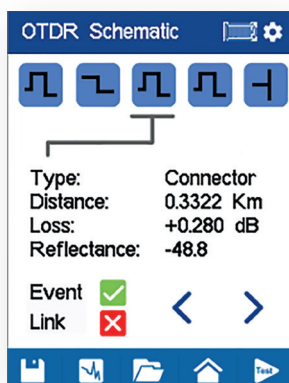 OTDR Schematic
Type: Connector
Distance: 0.3322 Km
Loss: +0.280 dB
Reflectance: -48.8
Event
Link
Test